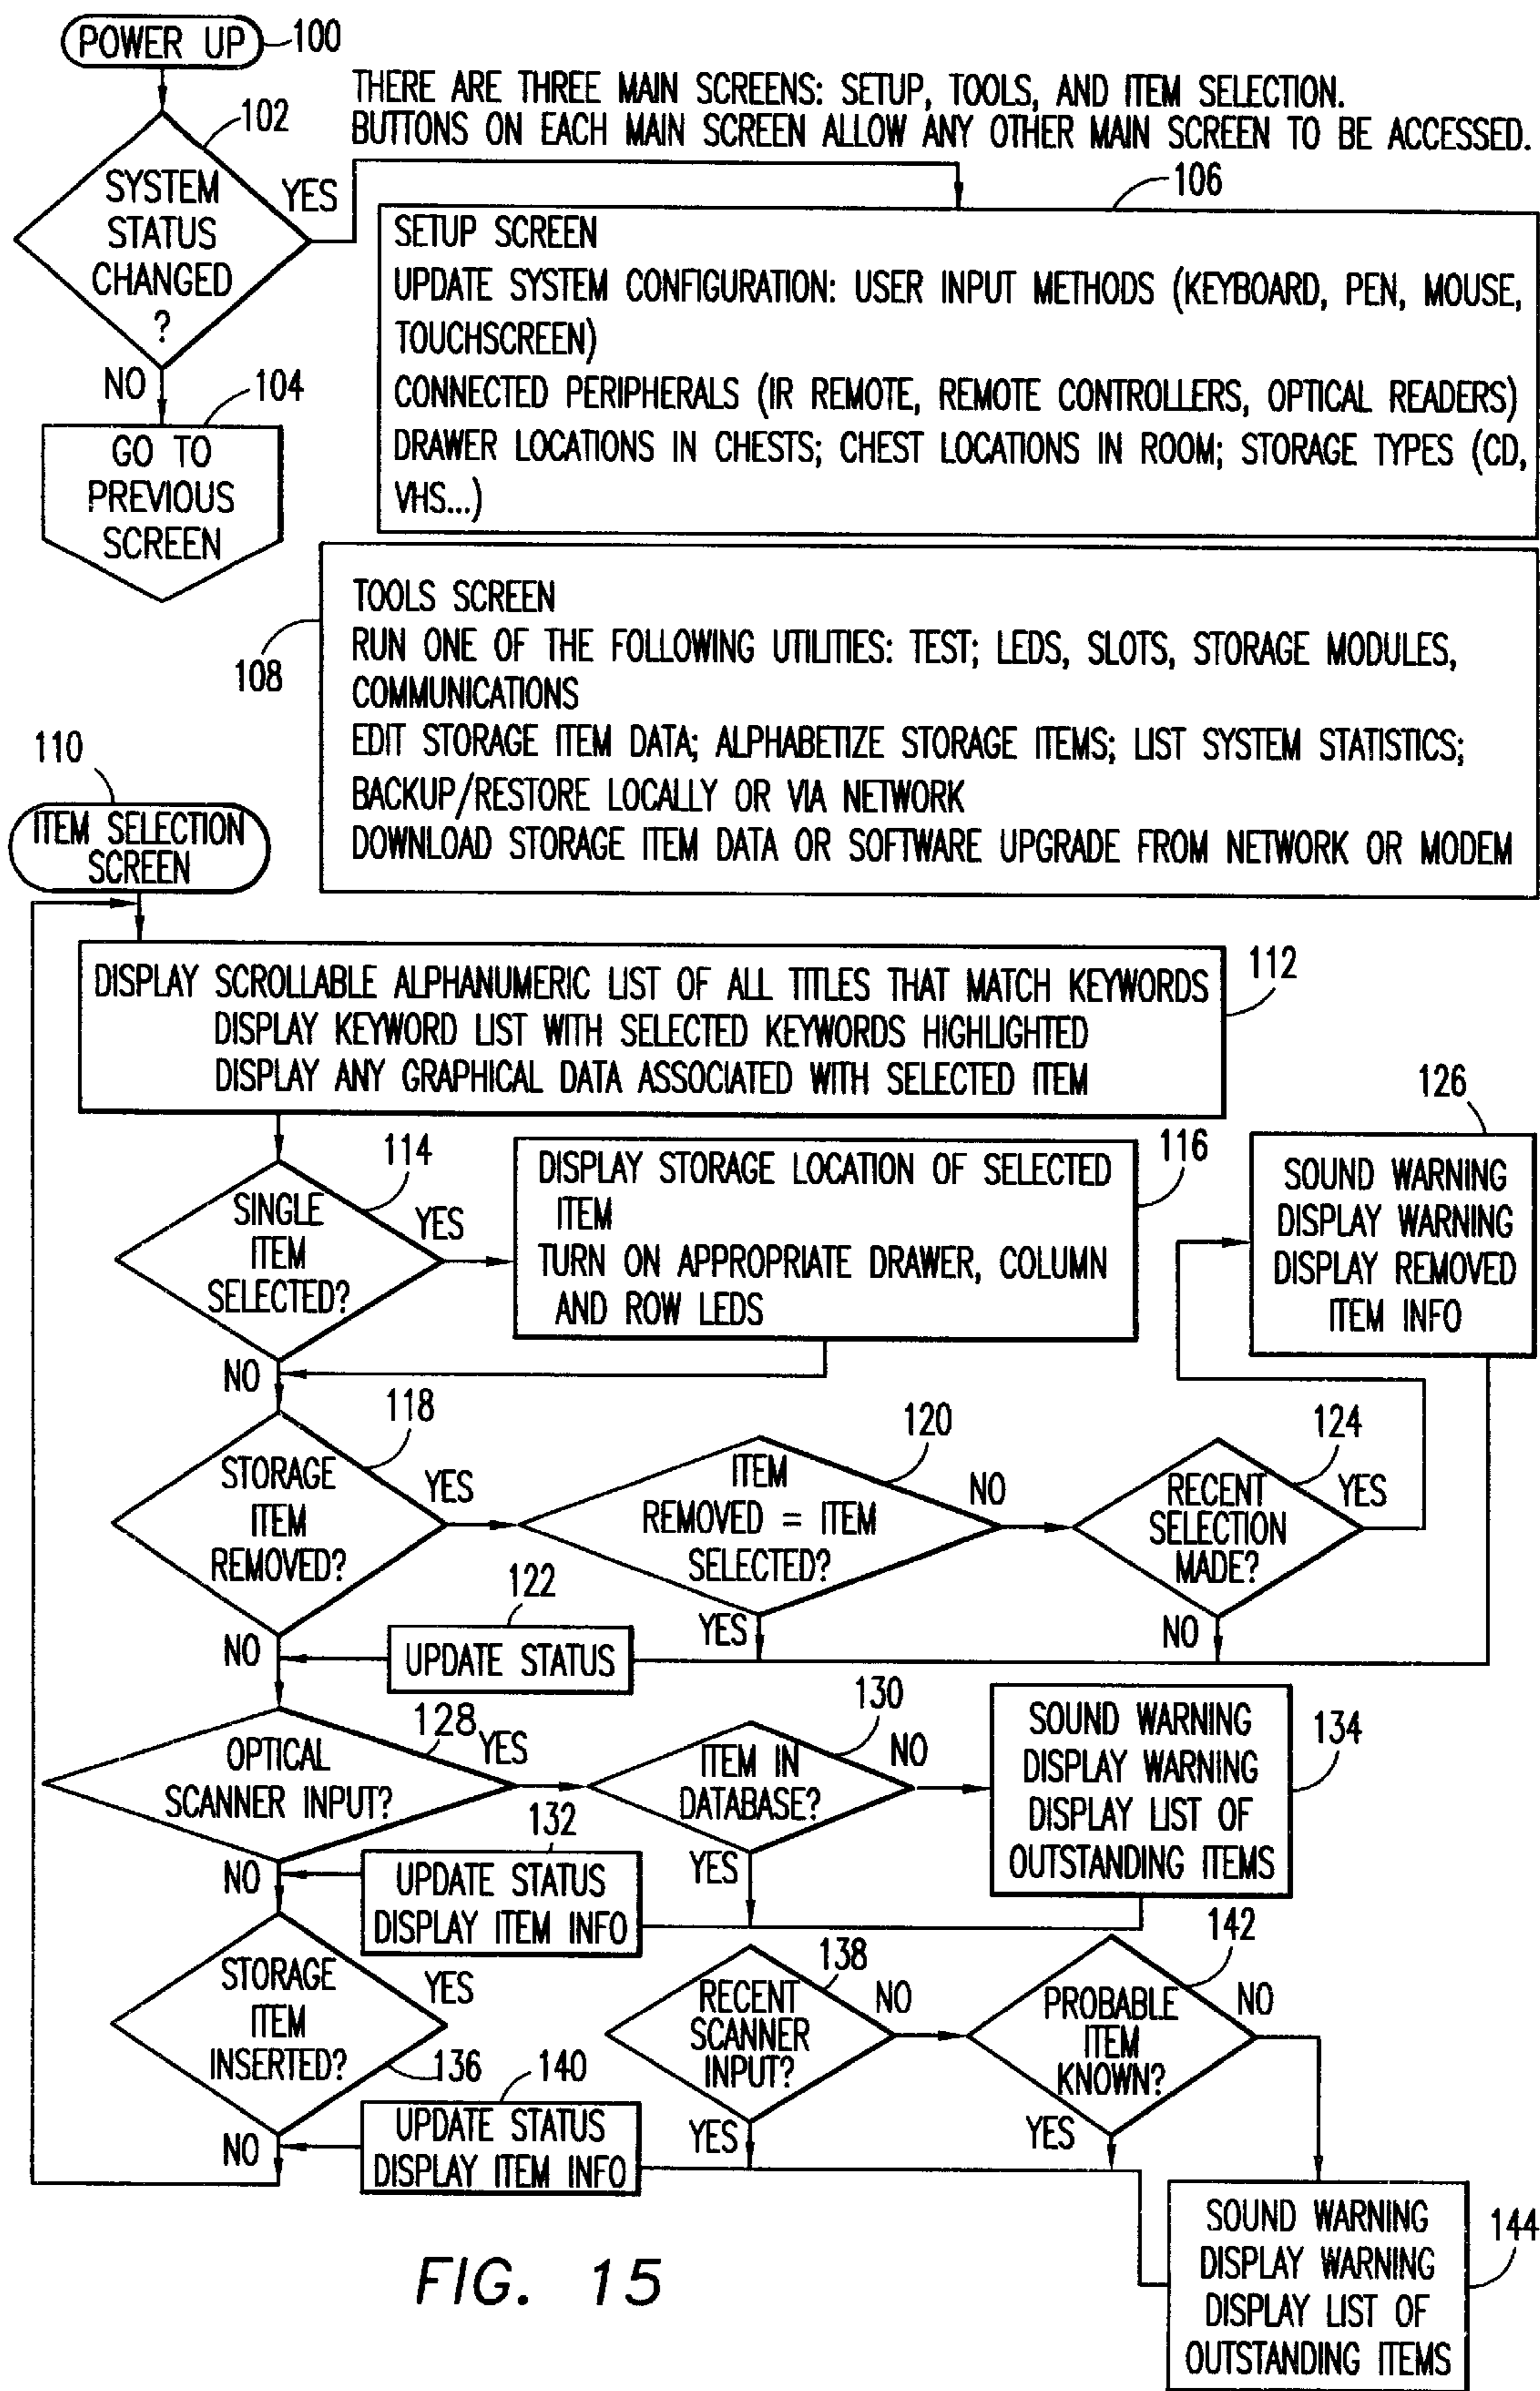 POWER UP
100
THERE ARE THREE MAIN SCREENS: SETUP, TOOLS, AND ITEM SELECTION.
BUTTONS ON EACH MAIN SCREEN ALLOW ANY OTHER MAIN SCREEN TO BE ACCESSED.
102
SYSTEM
STATUS
CHANGED
?
YES
NO
104
GO TO
PREVIOUS
SCREEN
106
SETUP SCREEN
UPDATE SYSTEM CONFIGURATION: USER INPUT METHODS (KEYBOARD, PEN, MOUSE,
TOUCHSCREEN)
CONNECTED PERIPHERALS (IR REMOTE, REMOTE CONTROLLERS, OPTICAL READERS)
DRAWER LOCATIONS IN CHESTS; CHEST LOCATIONS IN ROOM; STORAGE TYPES (CD,
VHS...)
108
TOOLS SCREEN
RUN ONE OF THE FOLLOWING UTILITIES: TEST; LEDS, SLOTS, STORAGE MODULES,
COMMUNICATIONS
EDIT STORAGE ITEM DATA; ALPHABETIZE STORAGE ITEMS; LIST SYSTEM STATISTICS;
BACKUP/RESTORE LOCALLY OR VIA NETWORK
DOWNLOAD STORAGE ITEM DATA OR SOFTWARE UPGRADE FROM NETWORK OR MODEM
110
ITEM SELECTION
SCREEN
112
DISPLAY SCROLLABLE ALPHANUMERIC LIST OF ALL TITLES THAT MATCH KEYWORDS
DISPLAY KEYWORD LIST WITH SELECTED KEYWORDS HIGHLIGHTED
DISPLAY ANY GRAPHICAL DATA ASSOCIATED WITH SELECTED ITEM
114
SINGLE
ITEM
SELECTED?
YES
NO
116
DISPLAY STORAGE LOCATION OF SELECTED
ITEM
TURN ON APPROPRIATE DRAWER, COLUMN
AND ROW LEDS
126
SOUND WARNING
DISPLAY WARNING
DISPLAY REMOVED
ITEM INFO
118
STORAGE
ITEM
REMOVED?
YES
NO
120
ITEM
REMOVED = ITEM
SELECTED?
NO
YES
124
RECENT
SELECTION
MADE?
YES
NO
122
UPDATE STATUS
128
OPTICAL
SCANNER INPUT?
YES
NO
130
ITEM IN
DATABASE?
NO
YES
134
SOUND WARNING
DISPLAY WARNING
DISPLAY LIST OF
OUTSTANDING ITEMS
132
UPDATE STATUS
DISPLAY ITEM INFO
136
STORAGE
ITEM
INSERTED?
YES
NO
138
RECENT
SCANNER
INPUT?
NO
YES
142
PROBABLE
ITEM
KNOWN?
NO
YES
140
UPDATE STATUS
DISPLAY ITEM INFO
144
SOUND WARNING
DISPLAY WARNING
DISPLAY LIST OF
OUTSTANDING ITEMS
FIG. 15